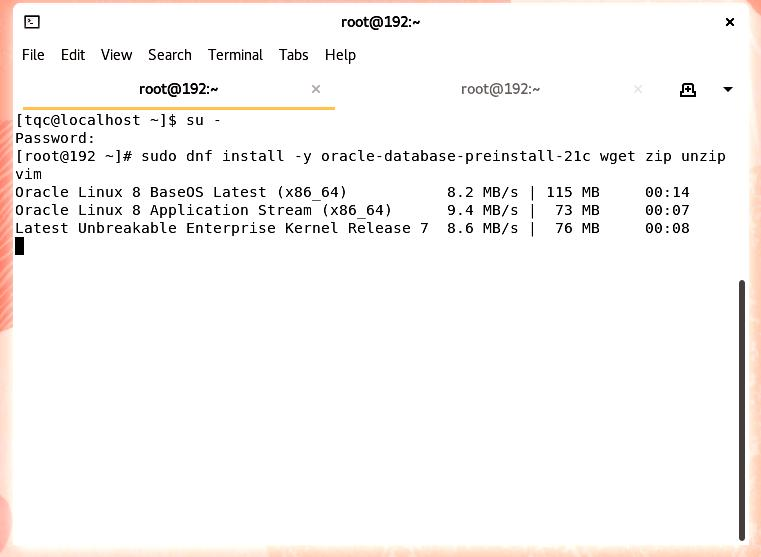 root@192:~
File Edit View Search Terminal Tabs Help
root@192:~ root@192:~
[tqc@localhost ~]$ su -
Password:
[root@192 ~]# sudo dnf install -y oracle-database-preinstall-21c wget zip unzip
vim
Oracle Linux 8 BaseOS Latest (x86_64) 8.2 MB/s | 115 MB 00:14
Oracle Linux 8 Application Stream (x86_64) 9.4 MB/s | 73 MB 00:07
Latest Unbreakable Enterprise Kernel Release 7 8.6 MB/s | 76 MB 00:08